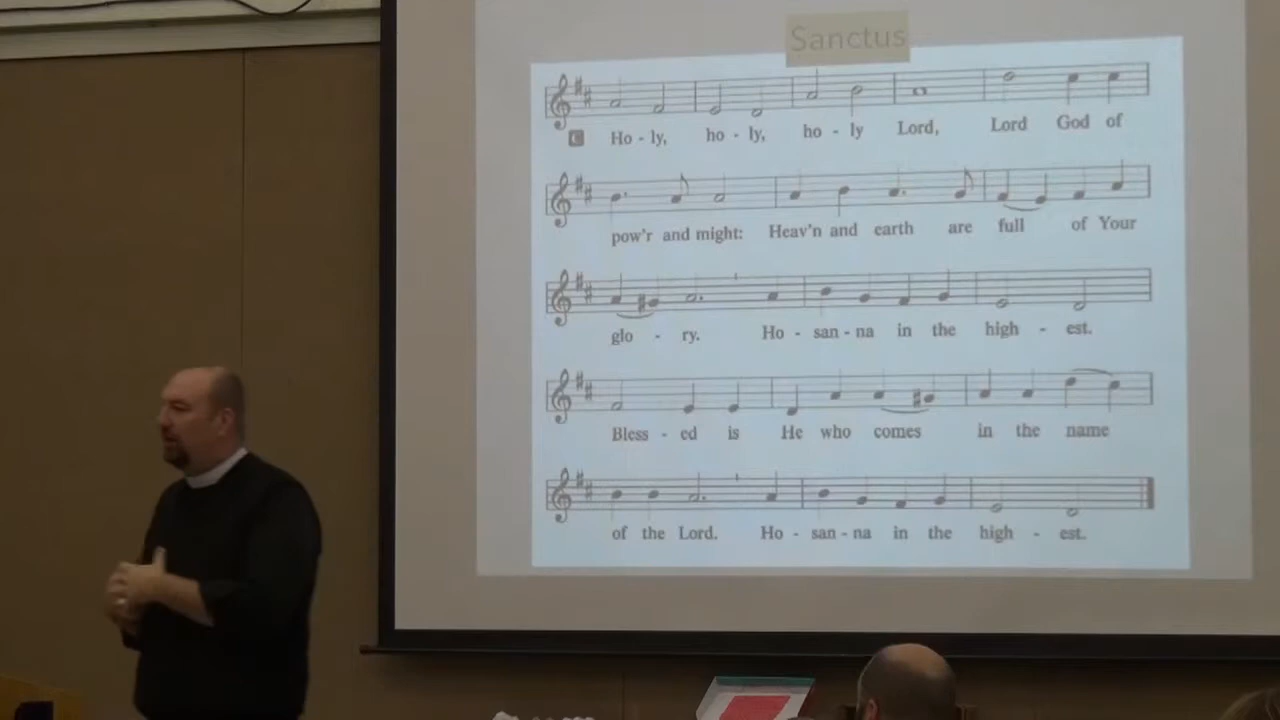 Sanctus
C Ho - ly, ho - ly, ho - ly Lord, Lord God of
pow'r and might: Heav'n and earth are full of Your
glo - ry. Ho - san - na in the high - est.
Bless - ed is He who comes in the name
of the Lord. Ho - san - na in the high - est.